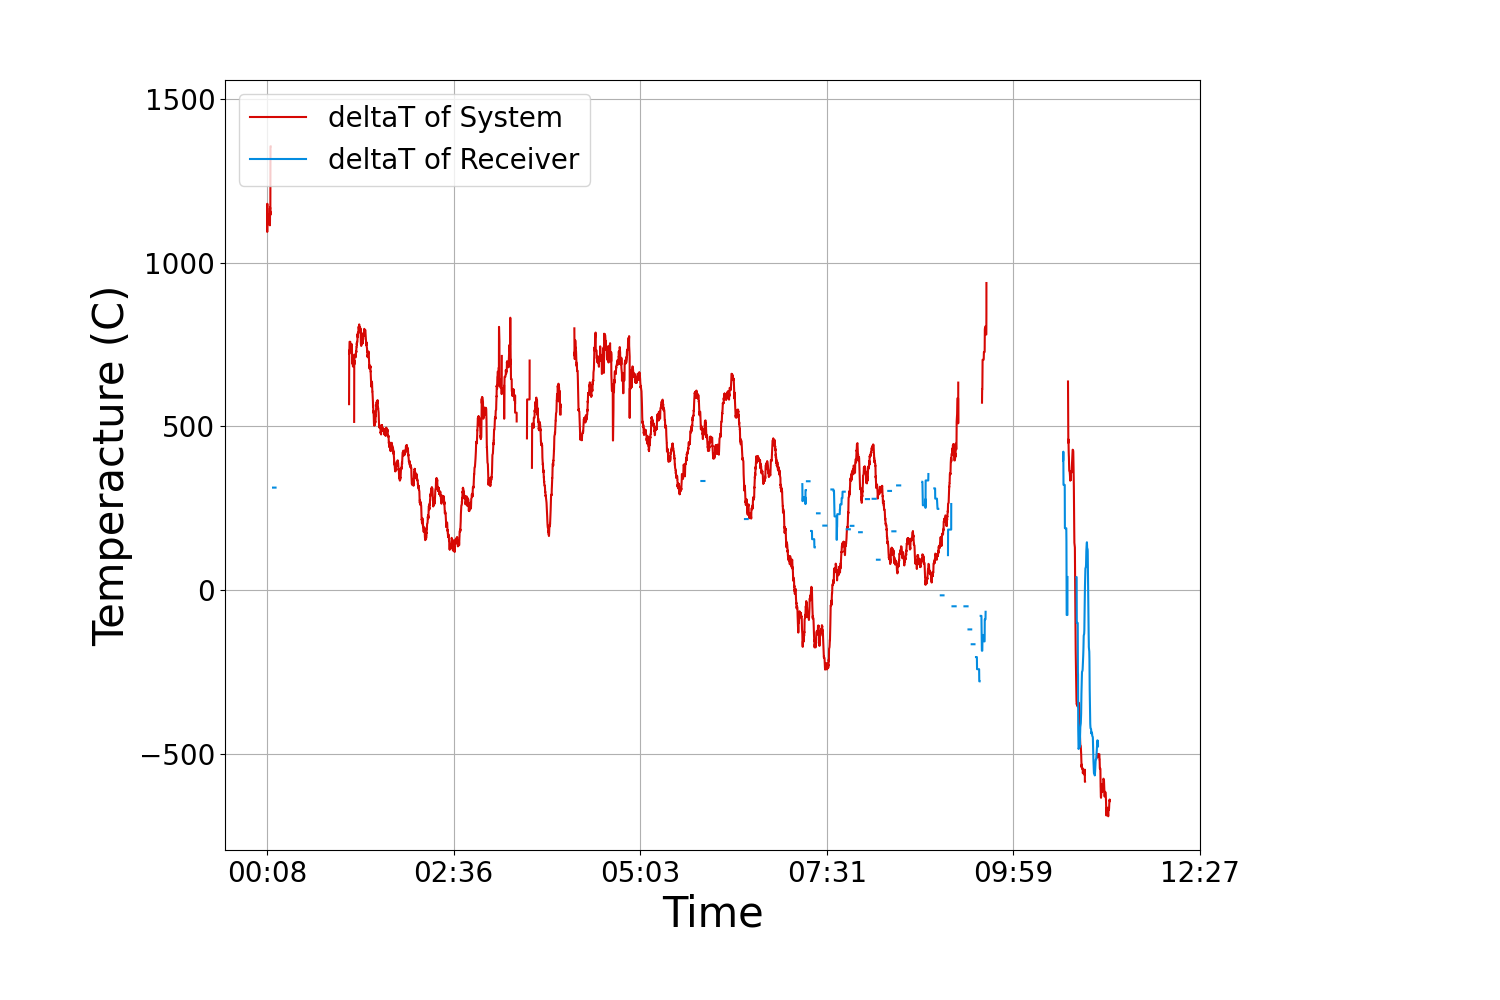 1500
1000
500
0
−500
deltaT of System
deltaT of Receiver
Temperacture (C)
00:08 02:36 05:03 07:31 09:59 12:27
Time